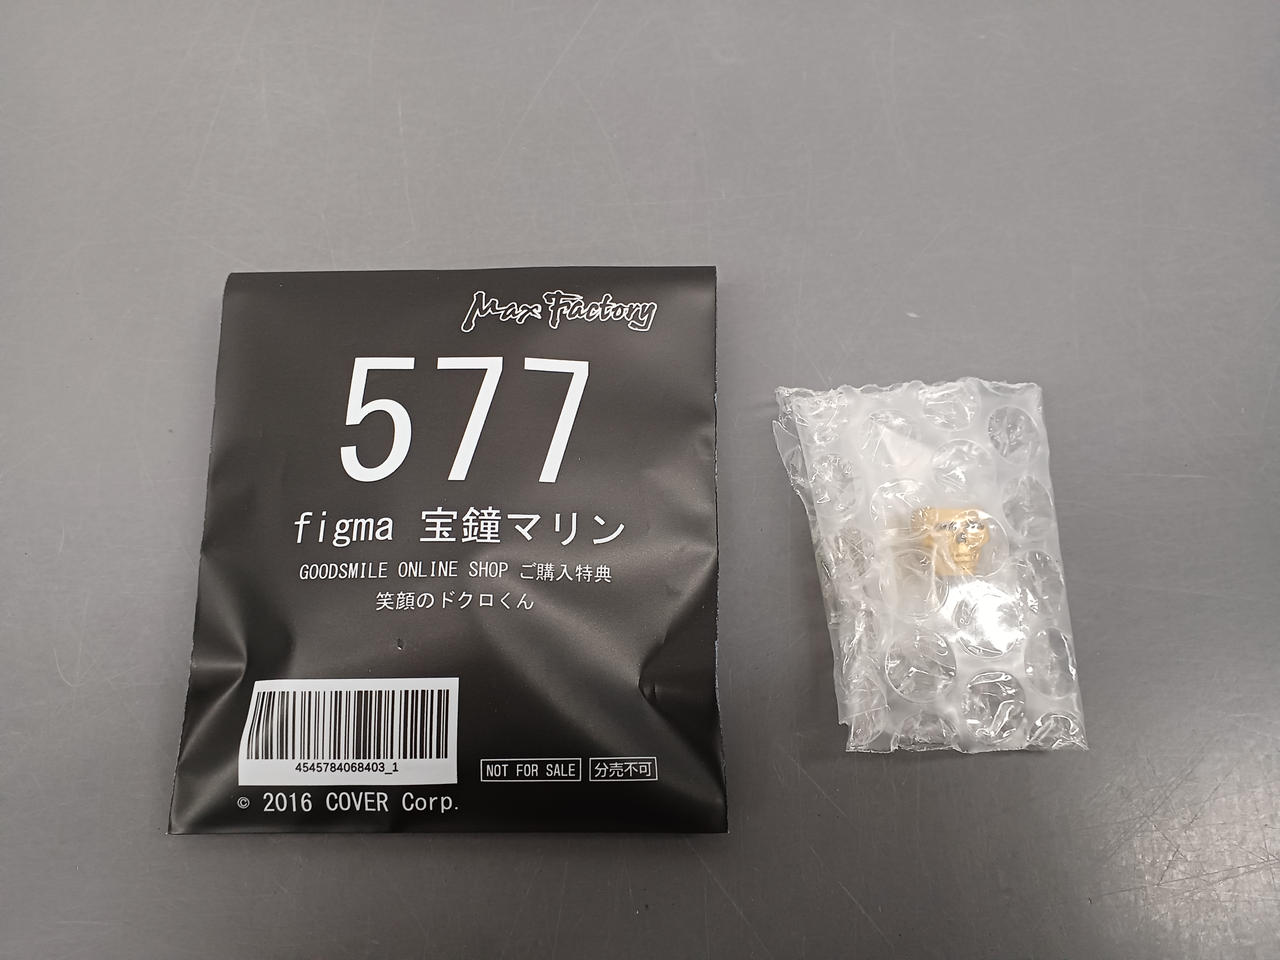 Max Factory
577
figma 宝鐘マリン
GOODSMILE ONLINE SHOP ご購入特典
笑顔のドクロくん
4545784068403_1
NOT FOR SALE 分売不可
© 2016 COVER Corp.